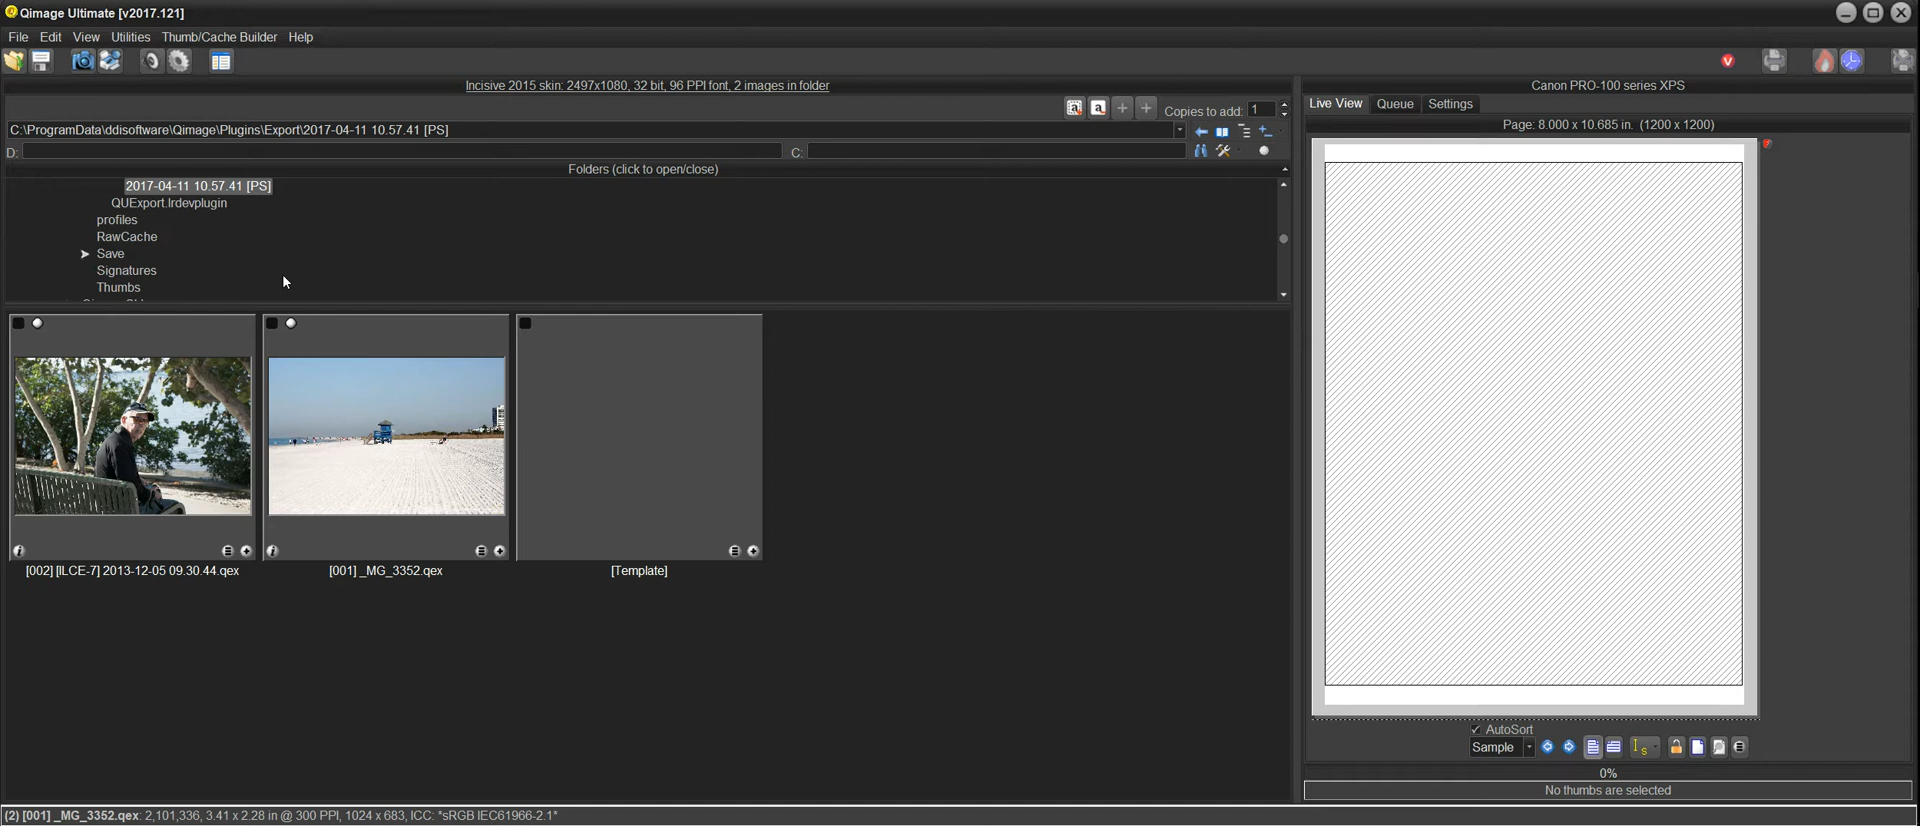 Qimage Ultimate [v2017.121]
File Edit View Utilities Thumb/Cache Builder Help
Incisive 2015 skin: 2497x1080, 32 bit, 96 PPI font, 2 images in folder
Canon PRO-100 series XPS
Live View Queue Settings
Copies to add: 1
Page: 8.000 x 10.685 in. (1200 x 1200)
C:\ProgramData\ddisoftware\Qimage\Plugins\Export\2017-04-11 10.57.41 [PS]
D: C:
Folders (click to open/close)
2017-04-11 10.57.41 [PS]
QUExport.lrdevplugin
profiles
RawCache
Save
Signatures
Thumbs
[002] [ILCE-7] 2013-12-05 09.30.44.qex
[001] _MG_3352.qex
[Template]
AutoSort
Sample
0%
No thumbs are selected
(2) [001] _MG_3352.qex: 2,101,336, 3.41 x 2.28 in @ 300 PPI, 1024 x 683, ICC: *sRGB IEC61966-2.1*